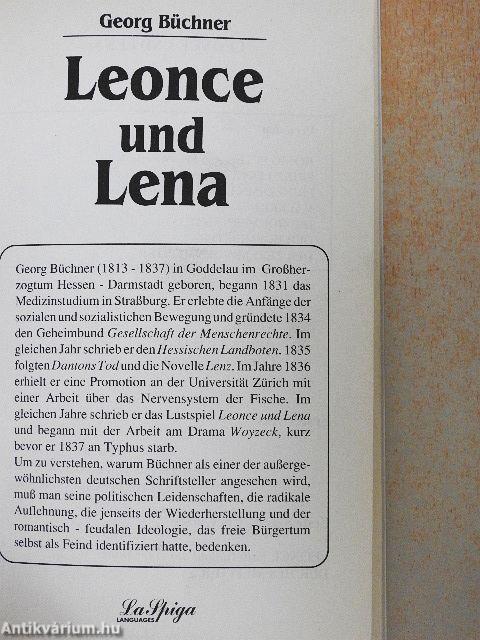 Georg Büchner
Leonce
und
Lena
Georg Büchner (1813 - 1837) in Goddelau im Großher-
zogtum Hessen - Darmstadt geboren, begann 1831 das
Medizinstudium in Straßburg. Er erlebte die Anfänge der
sozialen und sozialistischen Bewegung und gründete 1834
den Geheimbund Gesellschaft der Menschenrechte. Im
gleichen Jahr schrieb er den Hessischen Landboten. 1835
folgten Dantons Tod und die Novelle Lenz. Im Jahre 1836
erhielt er eine Promotion an der Universität Zürich mit
einer Arbeit über das Nervensystem der Fische. Im
gleichen Jahre schrieb er das Lustspiel Leonce und Lena
und begann mit der Arbeit am Drama Woyzeck, kurz
bevor er 1837 an Typhus starb.
Um zu verstehen, warum Büchner als einer der außerge-
wöhnlichsten deutschen Schriftsteller angesehen wird,
muß man seine politischen Leidenschaften, die radikale
Auflehnung, die jenseits der Wiederherstellung und der
romantisch - feudalen Ideologie, das freie Bürgertum
selbst als Feind identifiziert hatte, bedenken.
La Spiga
LANGUAGES
Antikvárium.hu